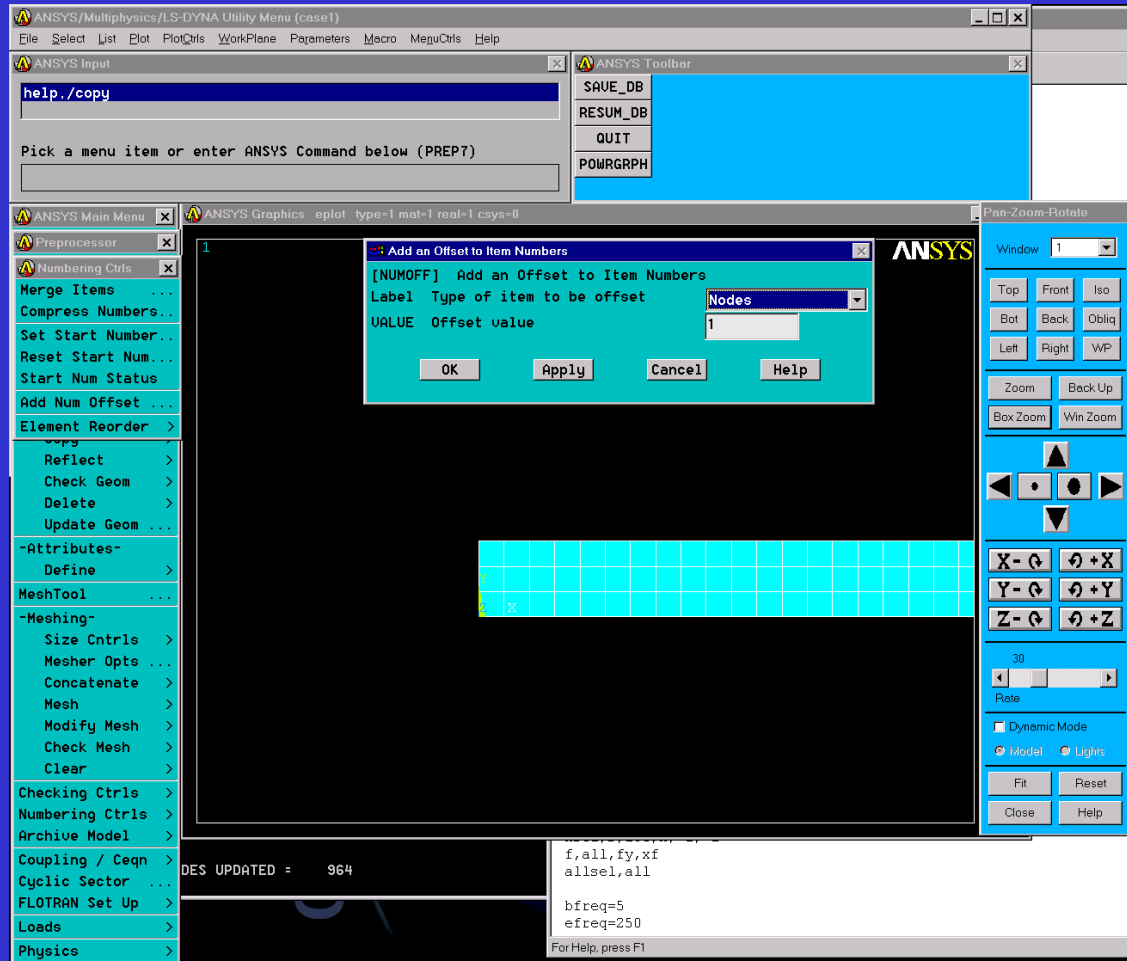 ANSYS/Multiphysics/LS-DYNA Utility Menu (case1)
File Select List Plot PlotCtrls WorkPlane Parameters Macro MenuCtrls Help
ANSYS Input
help,/copy
Pick a menu item or enter ANSYS Command below (PREP7)
ANSYS Toolbar
SAVE_DB
RESUM_DB
QUIT
POWRGRPH
ANSYS Main Menu
Preprocessor
Numbering Ctrls
Merge Items ...
Compress Numbers..
Set Start Number..
Reset Start Num...
Start Num Status
Add Num Offset ...
Element Reorder >
Copy >
Reflect >
Check Geom >
Delete >
Update Geom ...
-Attributes-
Define >
MeshTool ...
-Meshing-
Size Cntrls >
Mesher Opts ...
Concatenate >
Mesh >
Modify Mesh >
Check Mesh >
Clear >
Checking Ctrls >
Numbering Ctrls >
Archive Model >
Coupling / Ceqn >
Cyclic Sector ...
FLOTRAN Set Up >
Loads >
Physics >
ANSYS Graphics eplot type=1 mat=1 real=1 csys=0
1
ANSYS
Add an Offset to Item Numbers
[NUMOFF] Add an Offset to Item Numbers
Label Type of item to be offset Nodes
VALUE Offset value 1
OK Apply Cancel Help
Y
Z X
Pan-Zoom-Rotate
Window 1
Top Front Iso
Bot Back Obliq
Left Right WP
Zoom Back Up
Box Zoom Win Zoom
X- +X
Y- +Y
Z- +Z
30
Rate
Dynamic Mode
Model Lights
Fit Reset
Close Help
DES UPDATED = 964
f,all,fy,xf
allsel,all
bfreq=5
efreq=250
For Help, press F1